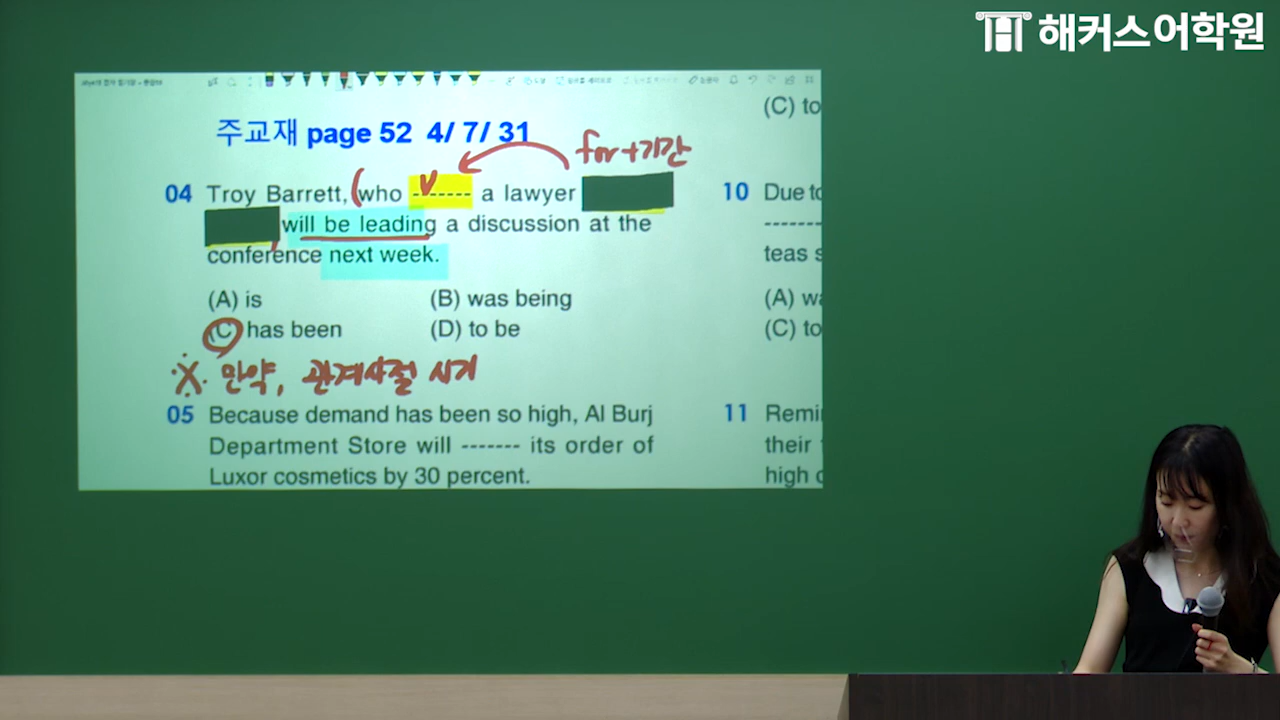 해커스어학원
주교재 page 52 4/ 7/ 31
for+기간
04 Troy Barrett, (who ------- a lawyer
will be leading a discussion at the
conference next week.
(A) is (B) was being
(C) has been (D) to be
※ 만약, 관계사절 시기
05 Because demand has been so high, Al Burj
Department Store will ------- its order of
Luxor cosmetics by 30 percent.
(C) to
10 Due to
-------
teas s
(A) wa
(C) to
11 Remin
their
high